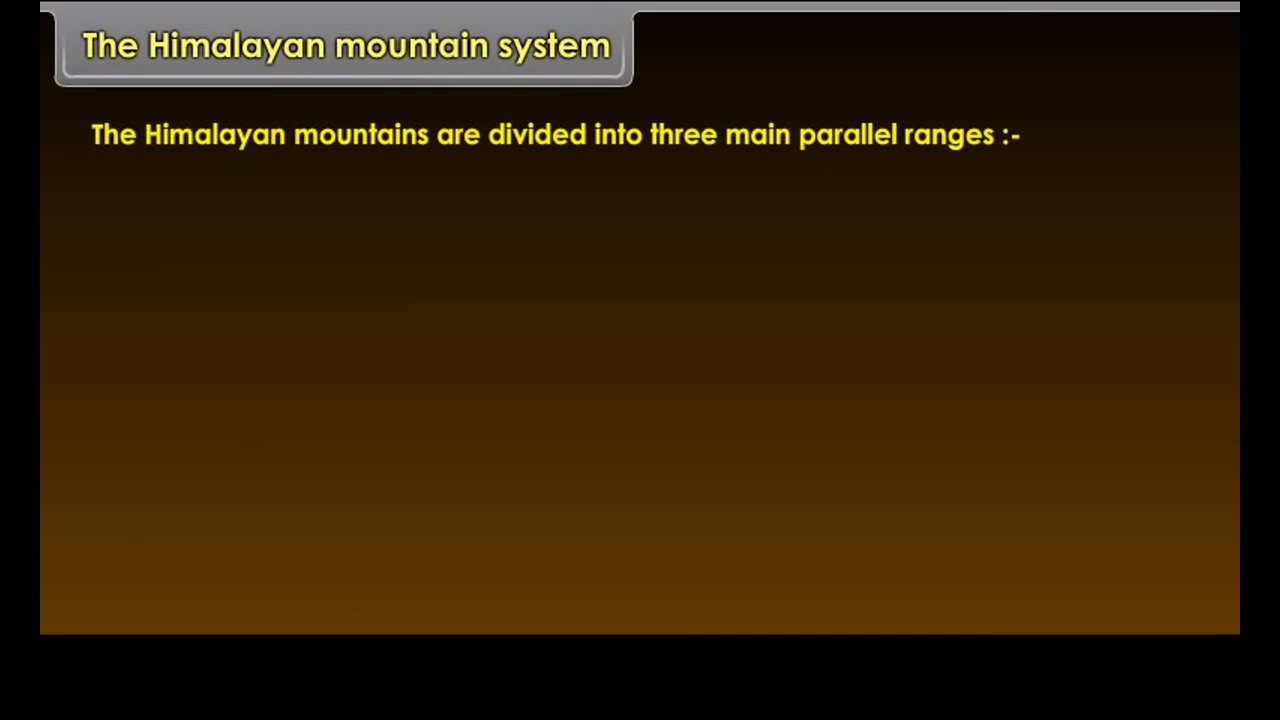 The Himalayan mountain system
The Himalayan mountains are divided into three main parallel ranges :-